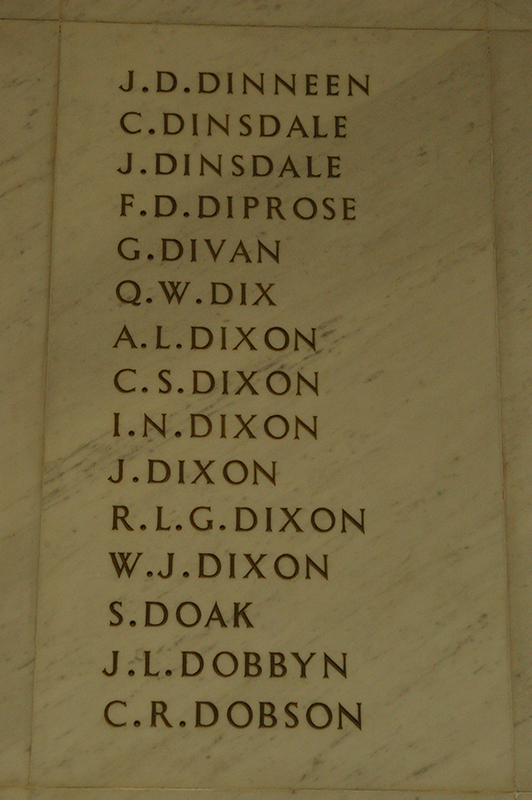 J.D.DINNEEN
C.DINSDALE
J.DINSDALE
F.D.DIPROSE
G.DIVAN
Q.W.DIX
A.L.DIXON
C.S.DIXON
I.N.DIXON
J.DIXON
R.L.G.DIXON
W.J.DIXON
S.DOAK
J.L.DOBBYN
C.R.DOBSON